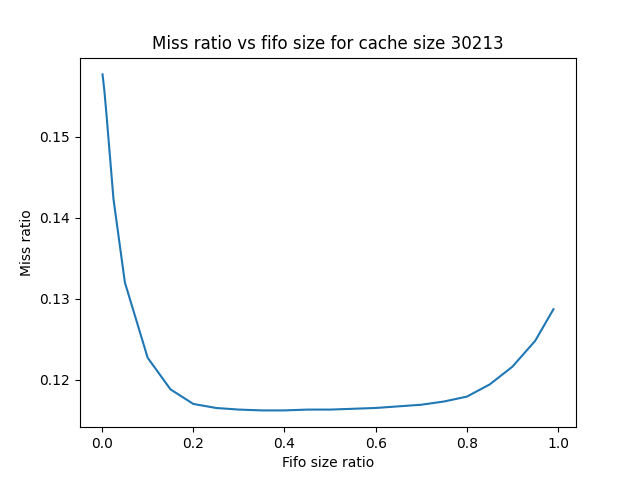 Miss ratio vs fifo size for cache size 30213
0.15
0.14
0.13
0.12
Miss ratio
0.0 0.2 0.4 0.6 0.8 1.0
Fifo size ratio